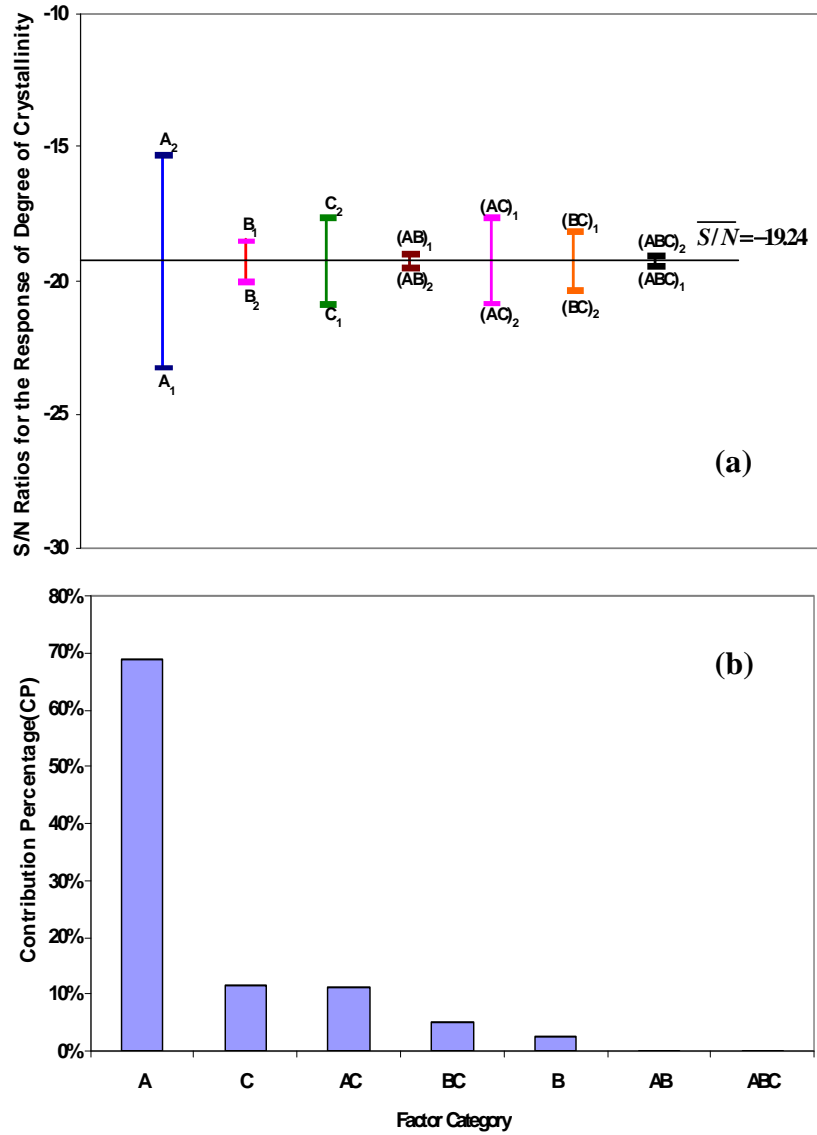 S/N Ratios for the Response of Degree of Crystallinity
-10
-15
-20
-25
-30
A2
A1
B1
B2
C2
C1
(AB)1
(AB)2
(AC)1
(AC)2
(BC)1
(BC)2
(ABC)2
(ABC)1
S/N=-19.24
(a)
Contribution Percentage(CP)
80%
70%
60%
50%
40%
30%
20%
10%
0%
(b)
A C AC BC B AB ABC
Factor Category